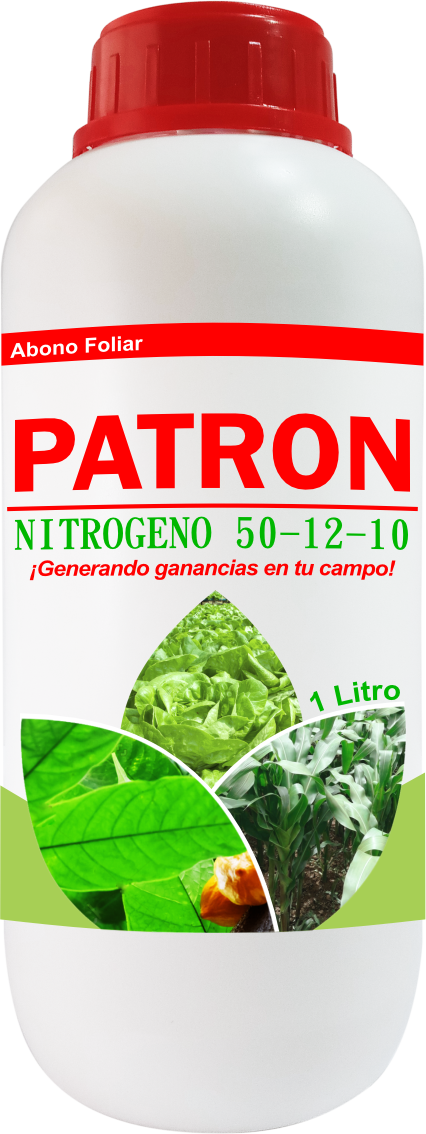 Abono Foliar
PATRON
NITROGENO 50-12-10
¡Generando ganancias en tu campo!
1 Litro